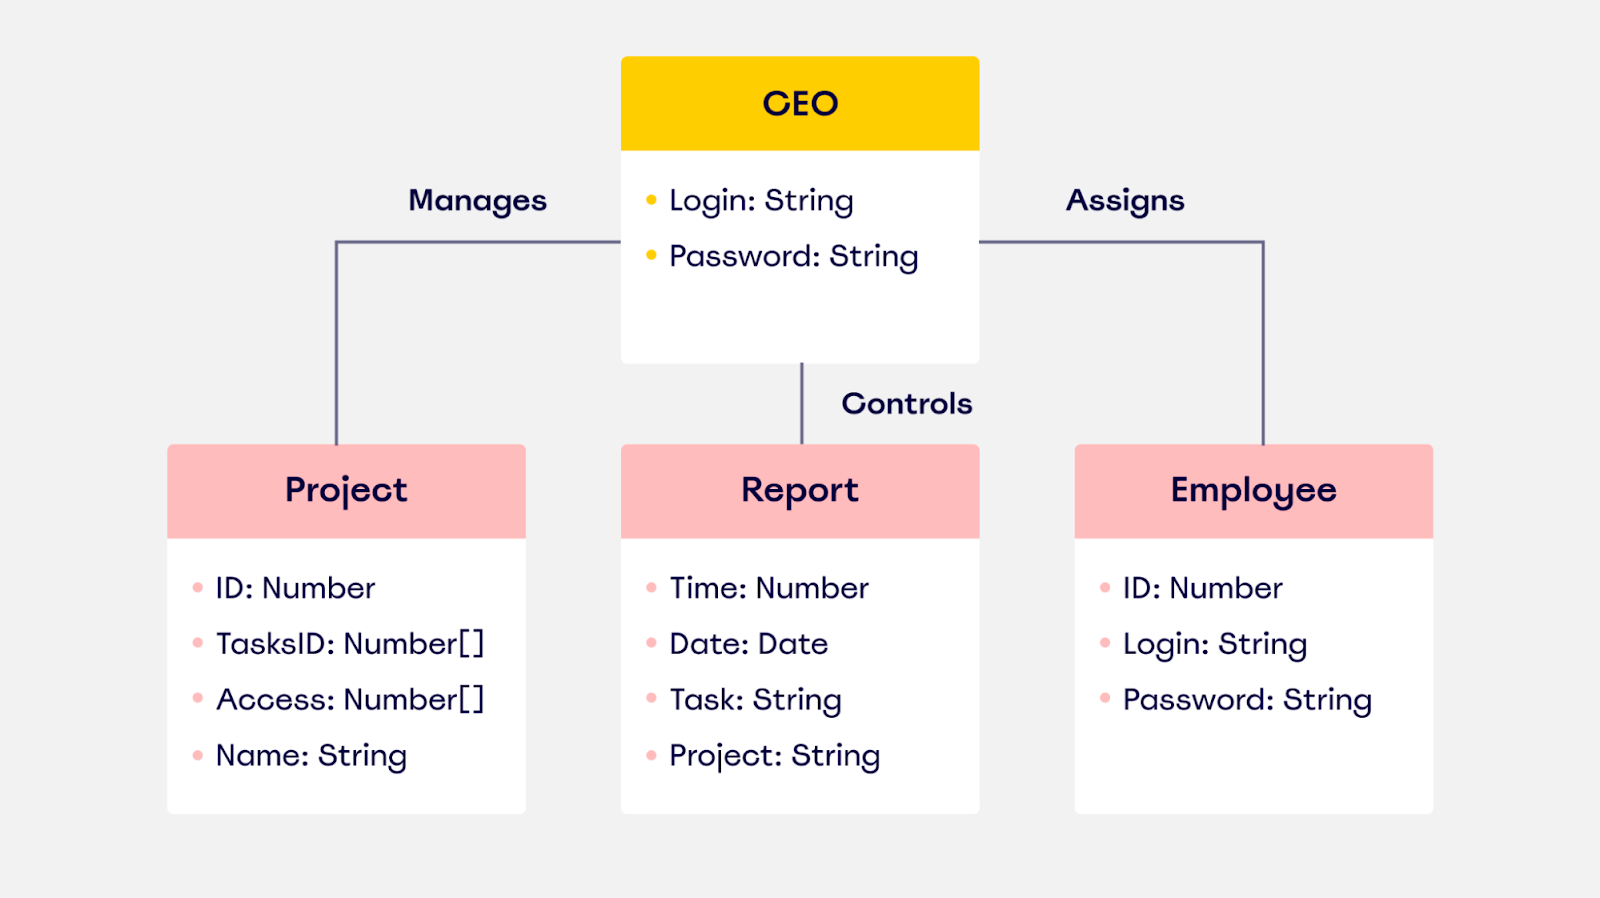 CEO
Login: String
Password: String
Manages
Assigns
Controls
Project
ID: Number
TasksID: Number[]
Access: Number[]
Name: String
Report
Time: Number
Date: Date
Task: String
Project: String
Employee
ID: Number
Login: String
Password: String